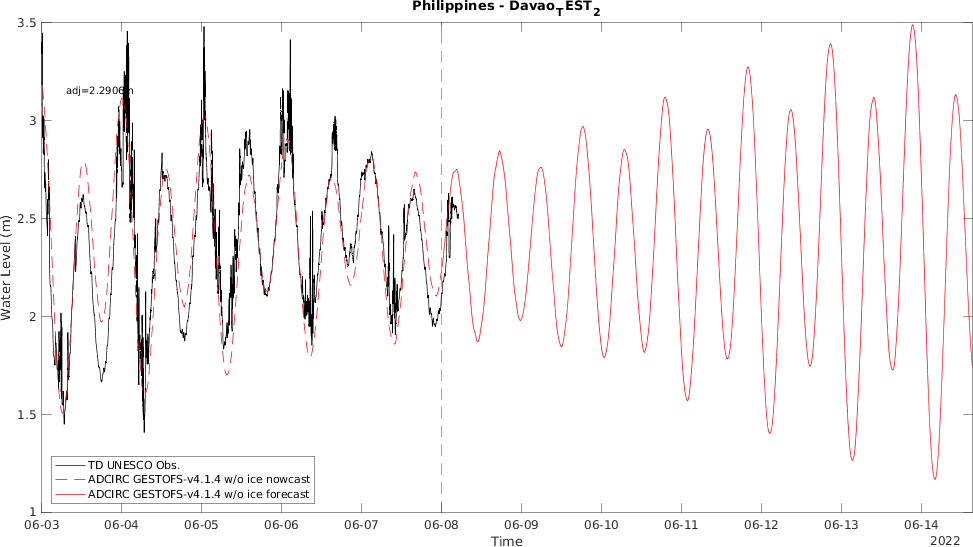 Philippines - Davao_TEST_2
3.5
adj=2.2906m
3
2.5
Water Level (m)
2
1.5
TD UNESCO Obs.
ADCIRC GESTOFS-v4.1.4 w/o ice nowcast
ADCIRC GESTOFS-v4.1.4 w/o ice forecast
1
06-03 06-04 06-05 06-06 06-07 06-08 06-09 06-10 06-11 06-12 06-13 06-14
Time
2022